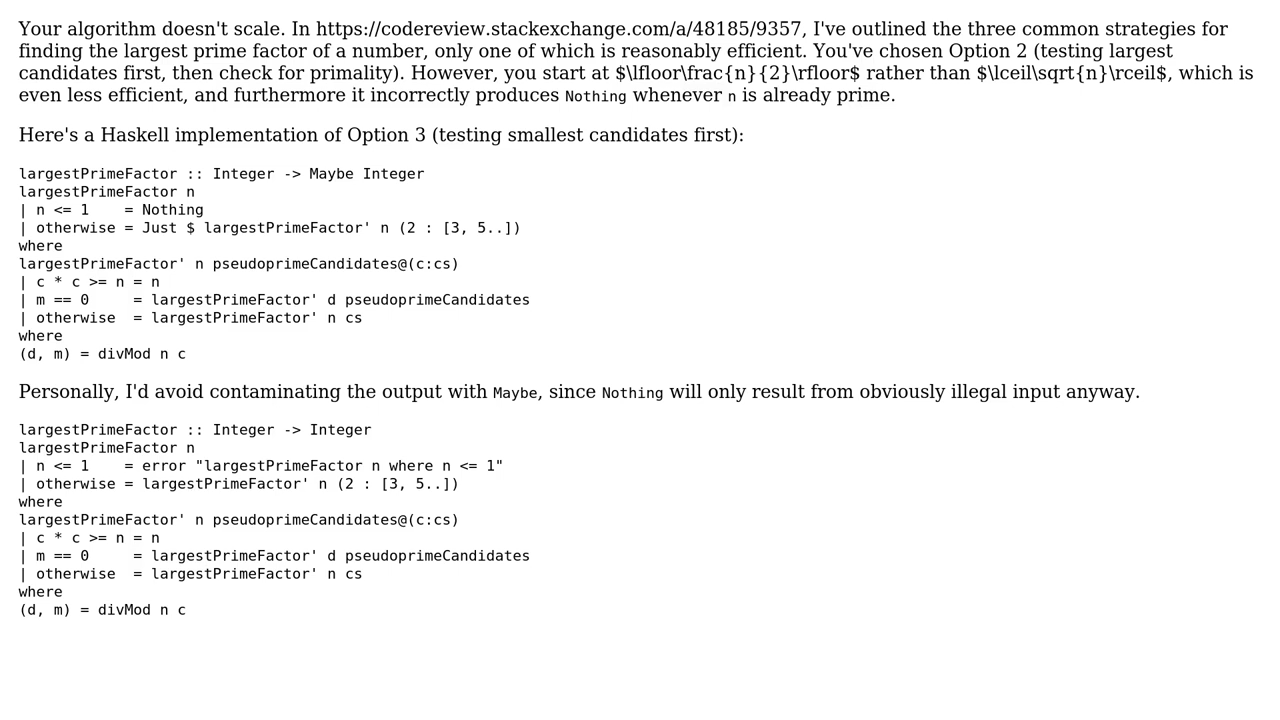 Your algorithm doesn't scale. In https://codereview.stackexchange.com/a/48185/9357, I've outlined the three common strategies for
finding the largest prime factor of a number, only one of which is reasonably efficient. You've chosen Option 2 (testing largest
candidates first, then check for primality). However, you start at $\lfloor\frac{n}{2}\rfloor$ rather than $\lceil\sqrt{n}\rceil$, which is
even less efficient, and furthermore it incorrectly produces Nothing whenever n is already prime.
Here's a Haskell implementation of Option 3 (testing smallest candidates first):
largestPrimeFactor :: Integer -> Maybe Integer
largestPrimeFactor n
| n <= 1    = Nothing
| otherwise = Just $ largestPrimeFactor' n (2 : [3, 5..])
where
largestPrimeFactor' n pseudoprimeCandidates@(c:cs)
| c * c >= n = n
| m == 0     = largestPrimeFactor' d pseudoprimeCandidates
| otherwise  = largestPrimeFactor' n cs
where
(d, m) = divMod n c
Personally, I'd avoid contaminating the output with Maybe, since Nothing will only result from obviously illegal input anyway.
largestPrimeFactor :: Integer -> Integer
largestPrimeFactor n
| n <= 1    = error "largestPrimeFactor n where n <= 1"
| otherwise = largestPrimeFactor' n (2 : [3, 5..])
where
largestPrimeFactor' n pseudoprimeCandidates@(c:cs)
| c * c >= n = n
| m == 0     = largestPrimeFactor' d pseudoprimeCandidates
| otherwise  = largestPrimeFactor' n cs
where
(d, m) = divMod n c